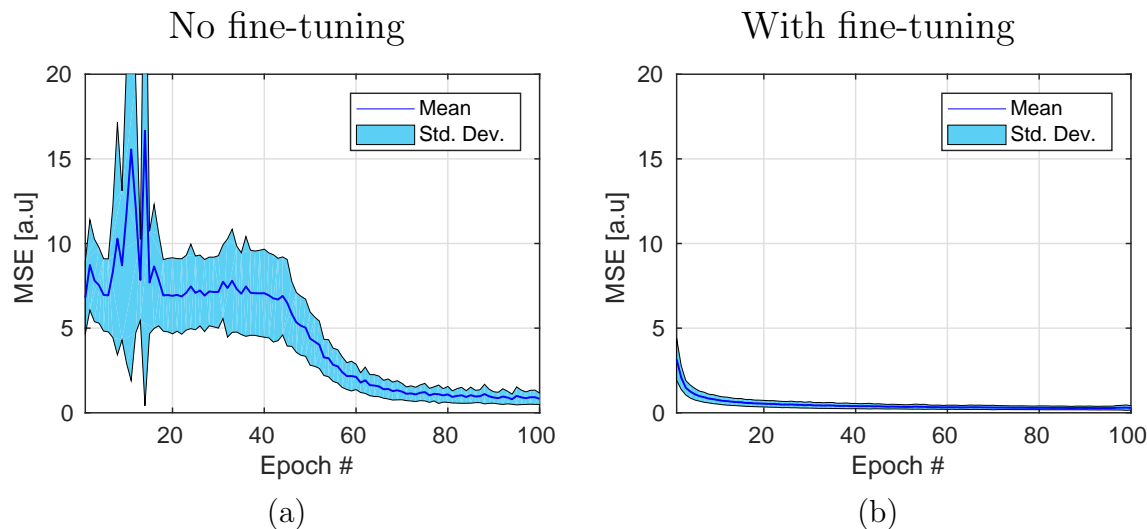 No fine-tuning
20
15
10
5
0
MSE [a.u]
Mean
Std. Dev.
20 40 60 80 100
Epoch #
(a)
With fine-tuning
20
15
10
5
0
MSE [a.u]
Mean
Std. Dev.
20 40 60 80 100
Epoch #
(b)